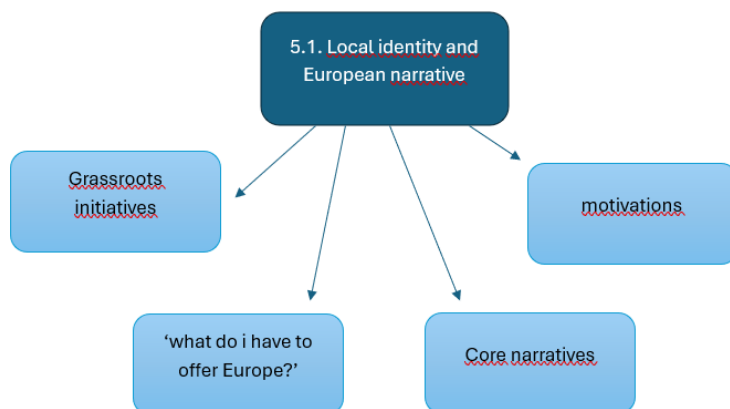 5.1. Local identity and
European narrative
Grassroots
initiatives
motivations
‘what do i have to
offer Europe?’
Core narratives